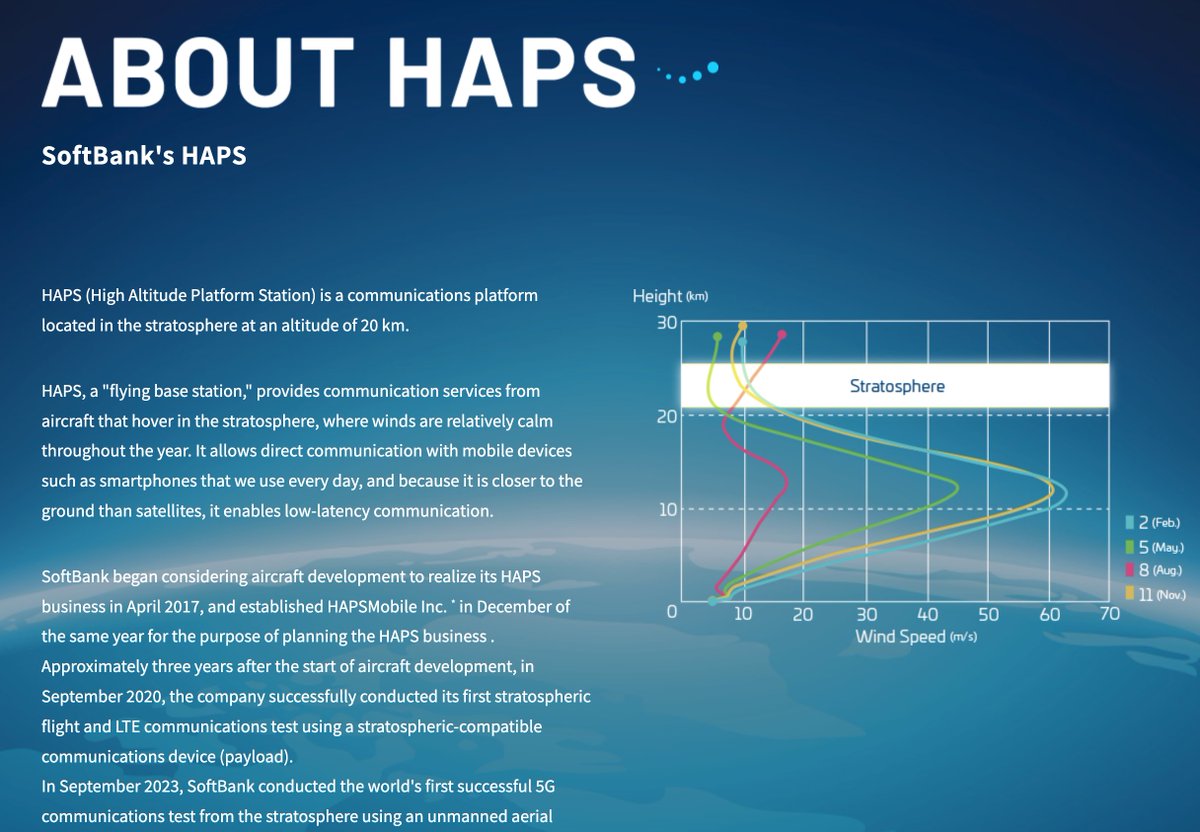 ABOUT HAPS
SoftBank's HAPS
HAPS (High Altitude Platform Station) is a communications platform
located in the stratosphere at an altitude of 20 km.
HAPS, a "flying base station," provides communication services from
aircraft that hover in the stratosphere, where winds are relatively calm
throughout the year. It allows direct communication with mobile devices
such as smartphones that we use every day, and because it is closer to the
ground than satellites, it enables low-latency communication.
SoftBank began considering aircraft development to realize its HAPS
business in April 2017, and established HAPSMobile Inc. * in December of
the same year for the purpose of planning the HAPS business .
Approximately three years after the start of aircraft development, in
September 2020, the company successfully conducted its first stratospheric
flight and LTE communications test using a stratospheric-compatible
communications device (payload).
In September 2023, SoftBank conducted the world's first successful 5G
communications test from the stratosphere using an unmanned aerial
Height (km)
30
Stratosphere
20
10
0 10 20 30 40 50 60 70
Wind Speed (m/s)
2 (Feb.)
5 (May.)
8 (Aug.)
11 (Nov.)